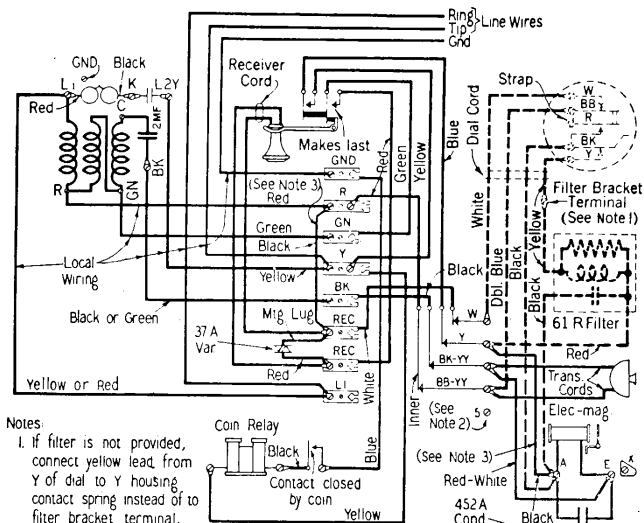 Ring
Tip
Gnd
Line Wires
GND
Black
L1
K
L2Y
Red
C
2MF
BK
R
GN
Receiver
Cord
Makes last
Red
Green
Yellow
Blue
Strap
Dial Cord
W
BB
R
BK
Y
White
Dbl. Blue
Black
Yellow
Black
Filter Bracket
Terminal
(See Note 1)
61 R Filter
Red
GND
(See Note 3)
Red
R
Green
GN
Black
Y
Yellow
Local
Wiring
BK
Black or Green
Black
REC
Mtg. Lug
37 A
Var
REC
Red
White
L1
Yellow or Red
W
Y
BK-YY
BB-YY
Inner
Trans.
Cords
(See
Note 2)
5
Elec-mag.
(See Note 3)
Red-White
A
E
X
452A
Cond
Black
Coin Relay
Black
Contact closed
by coin
Blue
Yellow
Notes:
1. If filter is not provided,
connect yellow lead from
Y of dial to Y housing
contact spring instead of to
filter bracket terminal.